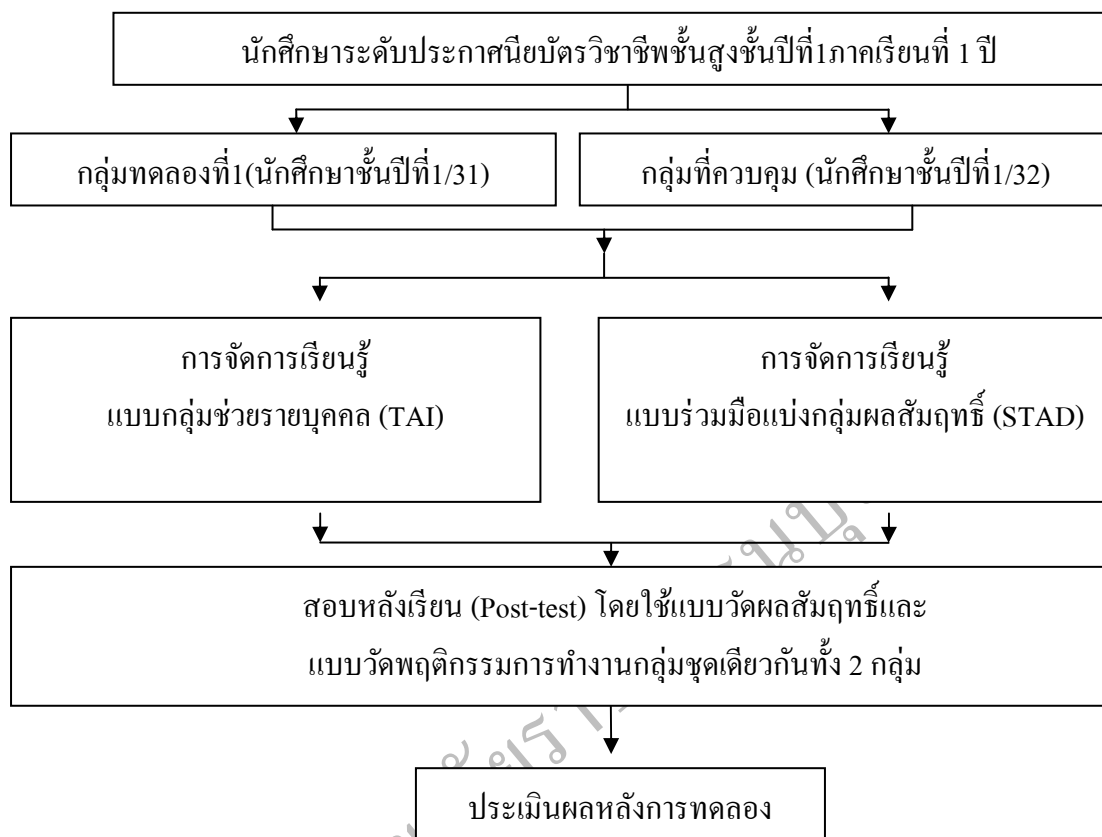 นักศึกษาระดับประกาศนียบัตรวิชาชีพชั้นสูงชั้นปีที่1ภาคเรียนที่ 1 ปี
กลุ่มทดลองที่1(นักศึกษาชั้นปีที่1/31)
กลุ่มที่ควบคุม (นักศึกษาชั้นปีที่1/32)
การจัดการเรียนรู้
แบบกลุ่มช่วยรายบุคคล (TAI)
การจัดการเรียนรู้
แบบร่วมมือแบ่งกลุ่มผลสัมฤทธิ์ (STAD)
สอบหลังเรียน (Post-test) โดยใช้แบบวัดผลสัมฤทธิ์และ
แบบวัดพฤติกรรมการทำงานกลุ่มชุดเดียวกันทั้ง 2 กลุ่ม
ประเมินผลหลังการทดลอง